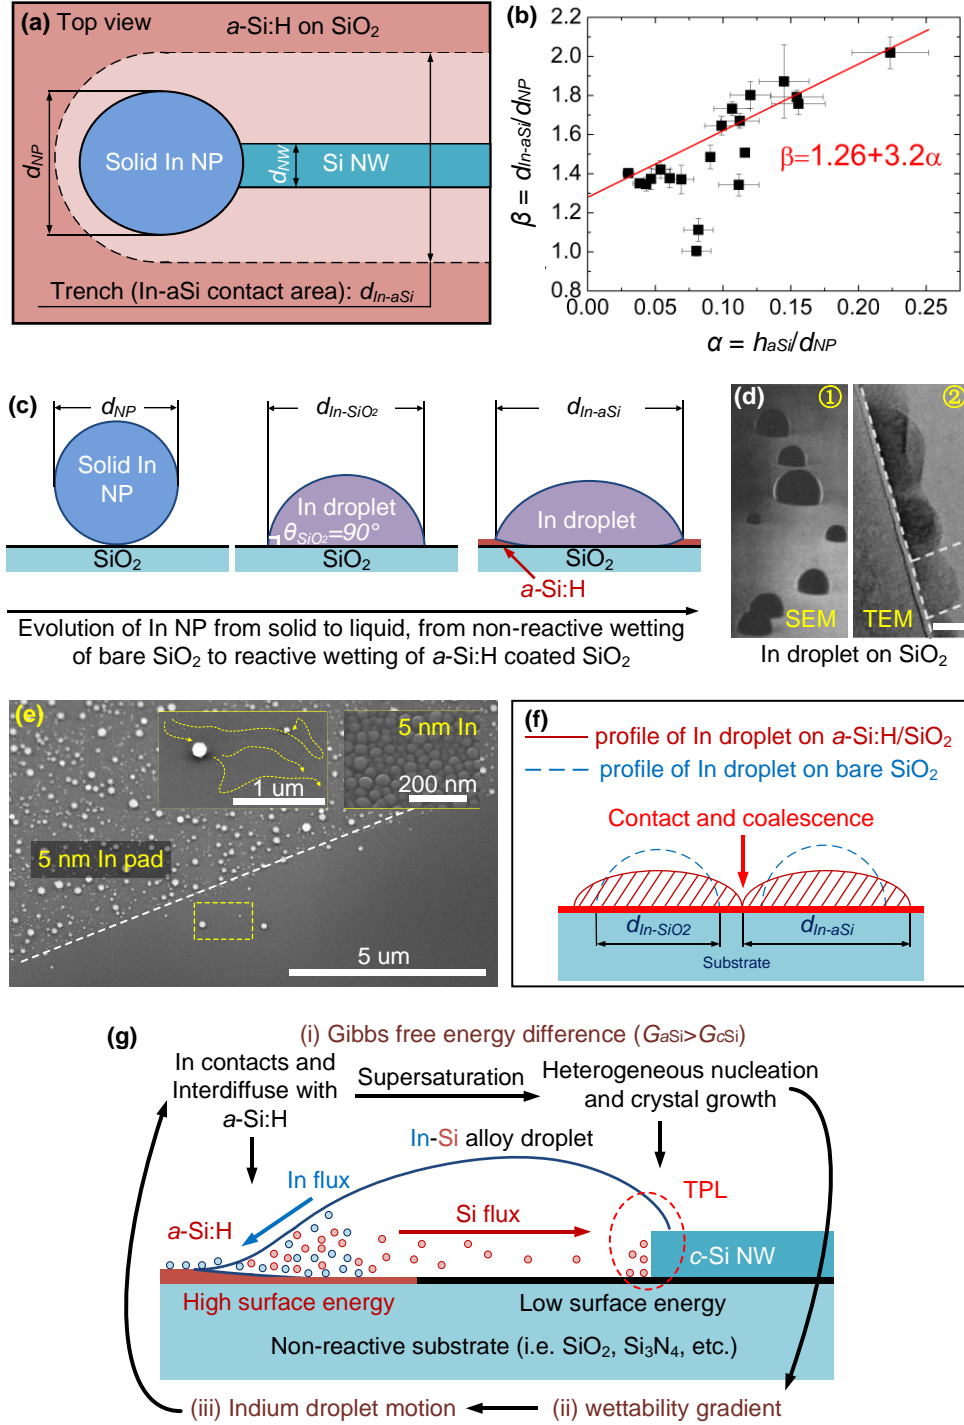 (a) Top view
a-Si:H on SiO2
dNP
Solid In NP
dNW
Si NW
Trench (In-aSi contact area): dIn-aSi
(b)
β = dIn-aSi/dNP
2.2
2.0
1.8
1.6
1.4
1.2
1.0
0.8
β=1.26+3.2α
0.00
0.05
0.10
0.15
0.20
0.25
α = haSi/dNP
(c)
dNP
dIn-SiO2
dIn-aSi
Solid In
NP
In droplet
θSiO2=90°
In droplet
SiO2
SiO2
SiO2
a-Si:H
Evolution of In NP from solid to liquid, from non-reactive wetting
of bare SiO2 to reactive wetting of a-Si:H coated SiO2
(d)
①
②
SEM
TEM
In droplet on SiO2
(e)
1 um
5 nm In
200 nm
5 nm In pad
5 um
(f)
profile of In droplet on a-Si:H/SiO2
profile of In droplet on bare SiO2
Contact and coalescence
dIn-SiO2
dIn-aSi
Substrate
(g)
(i) Gibbs free energy difference (GaSi>GcSi)
In contacts and
Interdiffuse with
a-Si:H
Supersaturation
Heterogeneous nucleation
and crystal growth
In-Si alloy droplet
In flux
TPL
Si flux
a-Si:H
c-Si NW
High surface energy
Low surface energy
Non-reactive substrate (i.e. SiO2, Si3N4, etc.)
(iii) Indium droplet motion
(ii) wettability gradient